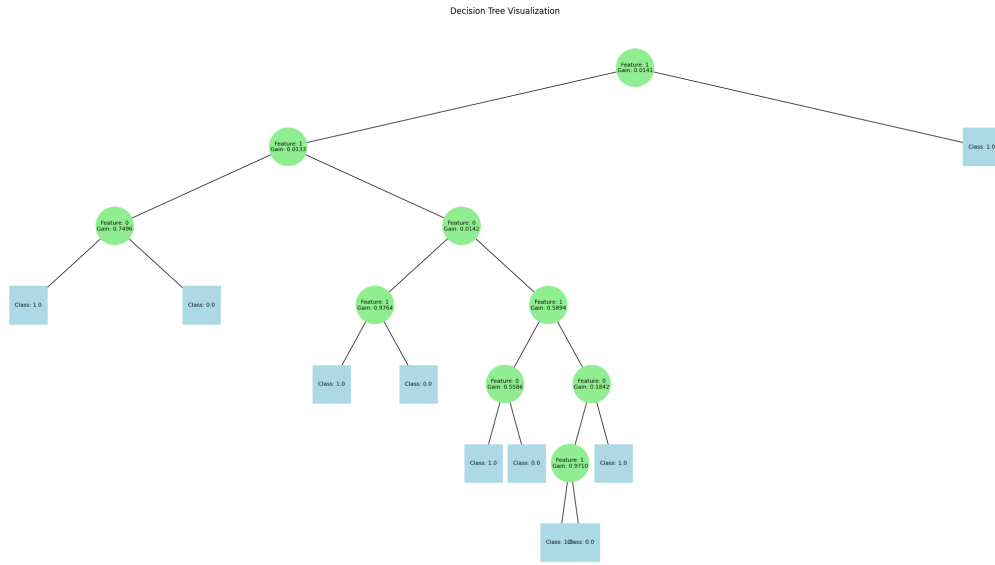 Decision Tree Visualization
Feature: 1
Gain: 0.0141
Feature: 1
Gain: 0.0133
Class: 1.0
Feature: 0
Gain: 0.7496
Feature: 0
Gain: 0.0142
Class: 1.0
Class: 0.0
Feature: 1
Gain: 0.9764
Feature: 1
Gain: 0.5894
Class: 1.0
Class: 0.0
Feature: 0
Gain: 0.5586
Feature: 0
Gain: 0.1842
Class: 1.0
Class: 0.0
Feature: 1
Gain: 0.9710
Class: 1.0
Class: 0.0